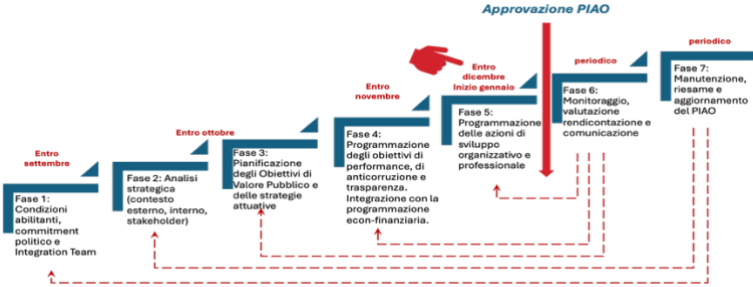 Approvazione PIAO
Entro
settembre
Fase 1:
Condizioni
abilitanti,
commitment
politico e
Integration Team
Fase 2: Analisi
strategica
(contesto
esterno, interno,
stakeholder)
Entro ottobre
Fase 3:
Pianificazione
degli Obiettivi di
Valore Pubblico e
delle strategie
attuative
Entro
novembre
Fase 4:
Programmazione
degli obiettivi di
performance, di
anticorruzione e
trasparenza.
Integrazione con la
programmazione
econ-finanziaria.
Entro
dicembre
Inizio gennaio
Fase 5:
Programmazione
delle azioni di
sviluppo
organizzativo e
professionale
periodico
Fase 6:
Monitoraggio,
valutazione
rendicontazione e
comunicazione
periodico
Fase 7:
Manutenzione,
riesame e
aggiornamento
del PIAO